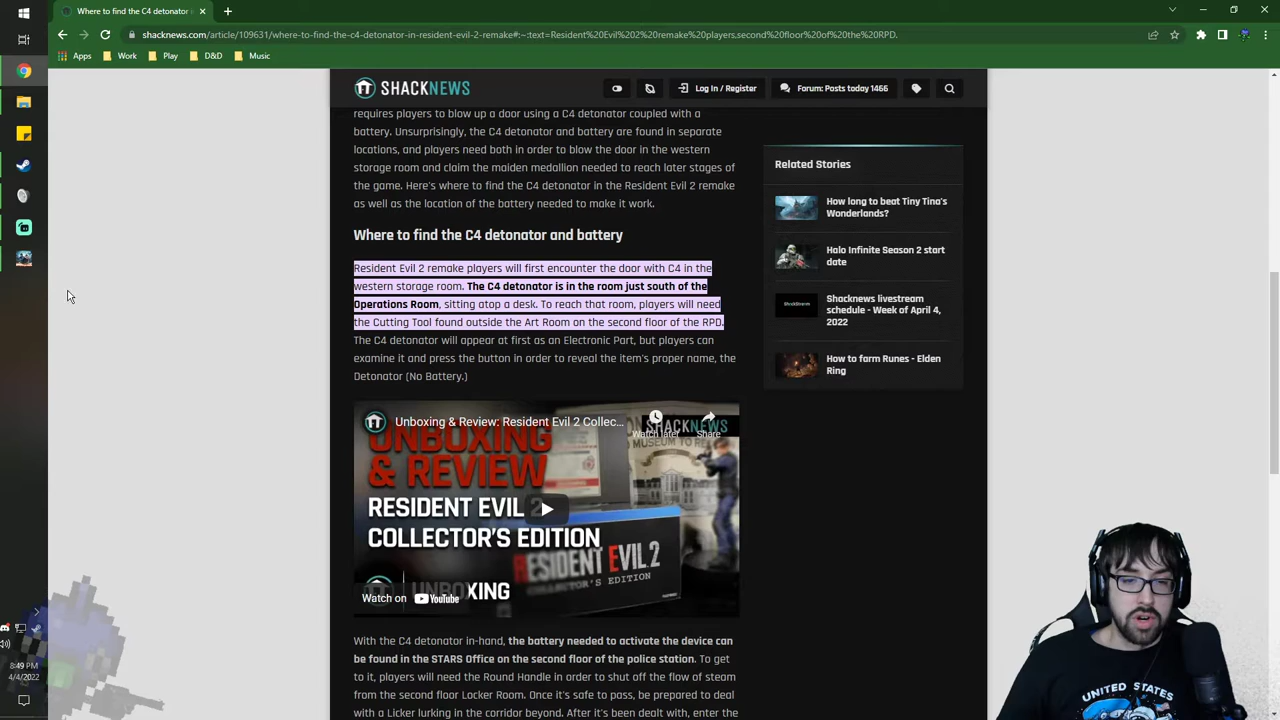 Where to find the C4 detonator
shacknews.com/article/109631/where-to-find-the-c4-detonator-in-resident-evil-2-remake#:~:text=Resident%20Evil%202%20remake%20players,second%20floor%20of%20the%20RPD.
Apps Work Play D&D Music
SHACKNEWS
Log In / Register
Forum: Posts today 1466
requires players to blow up a door using a C4 detonator coupled with a
battery. Unsurprisingly, the C4 detonator and battery are found in separate
locations, and players need both in order to blow the door in the western
storage room and claim the maiden medallion needed to reach later stages of
the game. Here's where to find the C4 detonator in the Resident Evil 2 remake
as well as the location of the battery needed to make it work.
Where to find the C4 detonator and battery
Resident Evil 2 remake players will first encounter the door with C4 in the
western storage room. The C4 detonator is in the room just south of the
Operations Room, sitting atop a desk. To reach that room, players will need
the Cutting Tool found outside the Art Room on the second floor of the RPD.
The C4 detonator will appear at first as an Electronic Part, but players can
examine it and press the button in order to reveal the item's proper name, the
Detonator (No Battery.)
Unboxing & Review: Resident Evil 2 Collec...
Watch later
Share
SHACKNEWS
UNBOXING
& REVIEW
RESIDENT EVIL 2
COLLECTOR'S EDITION
RESIDENT EVIL 2
COLLECTOR'S EDITION
Watch on YouTube
UNBOXING
With the C4 detonator in-hand, the battery needed to activate the device can
be found in the STARS Office on the second floor of the police station. To get
to it, players will need the Round Handle in order to shut off the flow of steam
from the second floor Locker Room. Once it's safe to pass, be prepared to deal
with a Licker lurking in the corridor beyond. After it's been dealt with, enter the
Related Stories
How long to beat Tiny Tina's
Wonderlands?
Halo Infinite Season 2 start
date
Shacknews livestream
schedule - Week of April 4,
2022
How to farm Runes - Elden
Ring
8:49 PM
4/4/2022
UNITED STATES